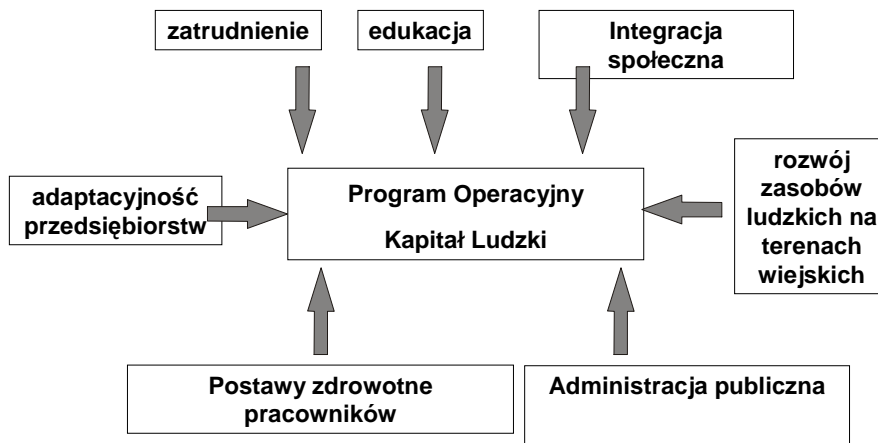 zatrudnienie
edukacja
Integracja
społeczna
adaptacyjność
przedsiębiorstw
Program Operacyjny
Kapitał Ludzki
rozwój
zasobów
ludzkich na
terenach
wiejskich
Postawy zdrowotne
pracowników
Administracja publiczna